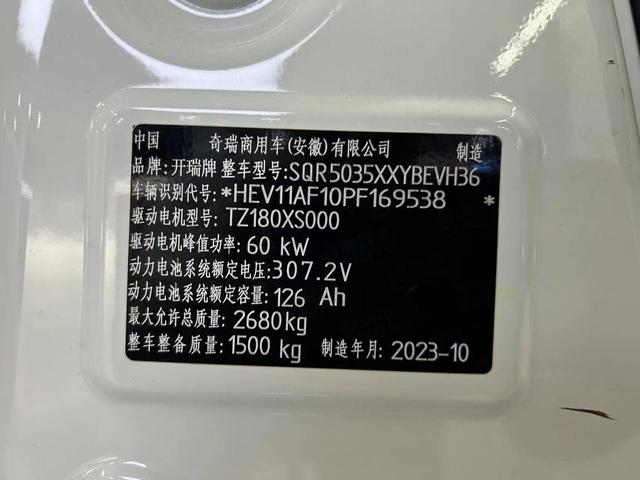 中国 奇瑞商用车(安徽)有限公司 制造
品牌: 开瑞牌 整车型号: SQR5035XXYBEVH36
车辆识别代号: *HEV11AF10PF169538 *
驱动电机型号: TZ180XS000
驱动电机峰值功率: 60 kW
动力电池系统额定电压: 307.2V
动力电池系统额定容量: 126 Ah
最大允许总质量: 2680kg
整车整备质量: 1500 kg 制造年月: 2023-10